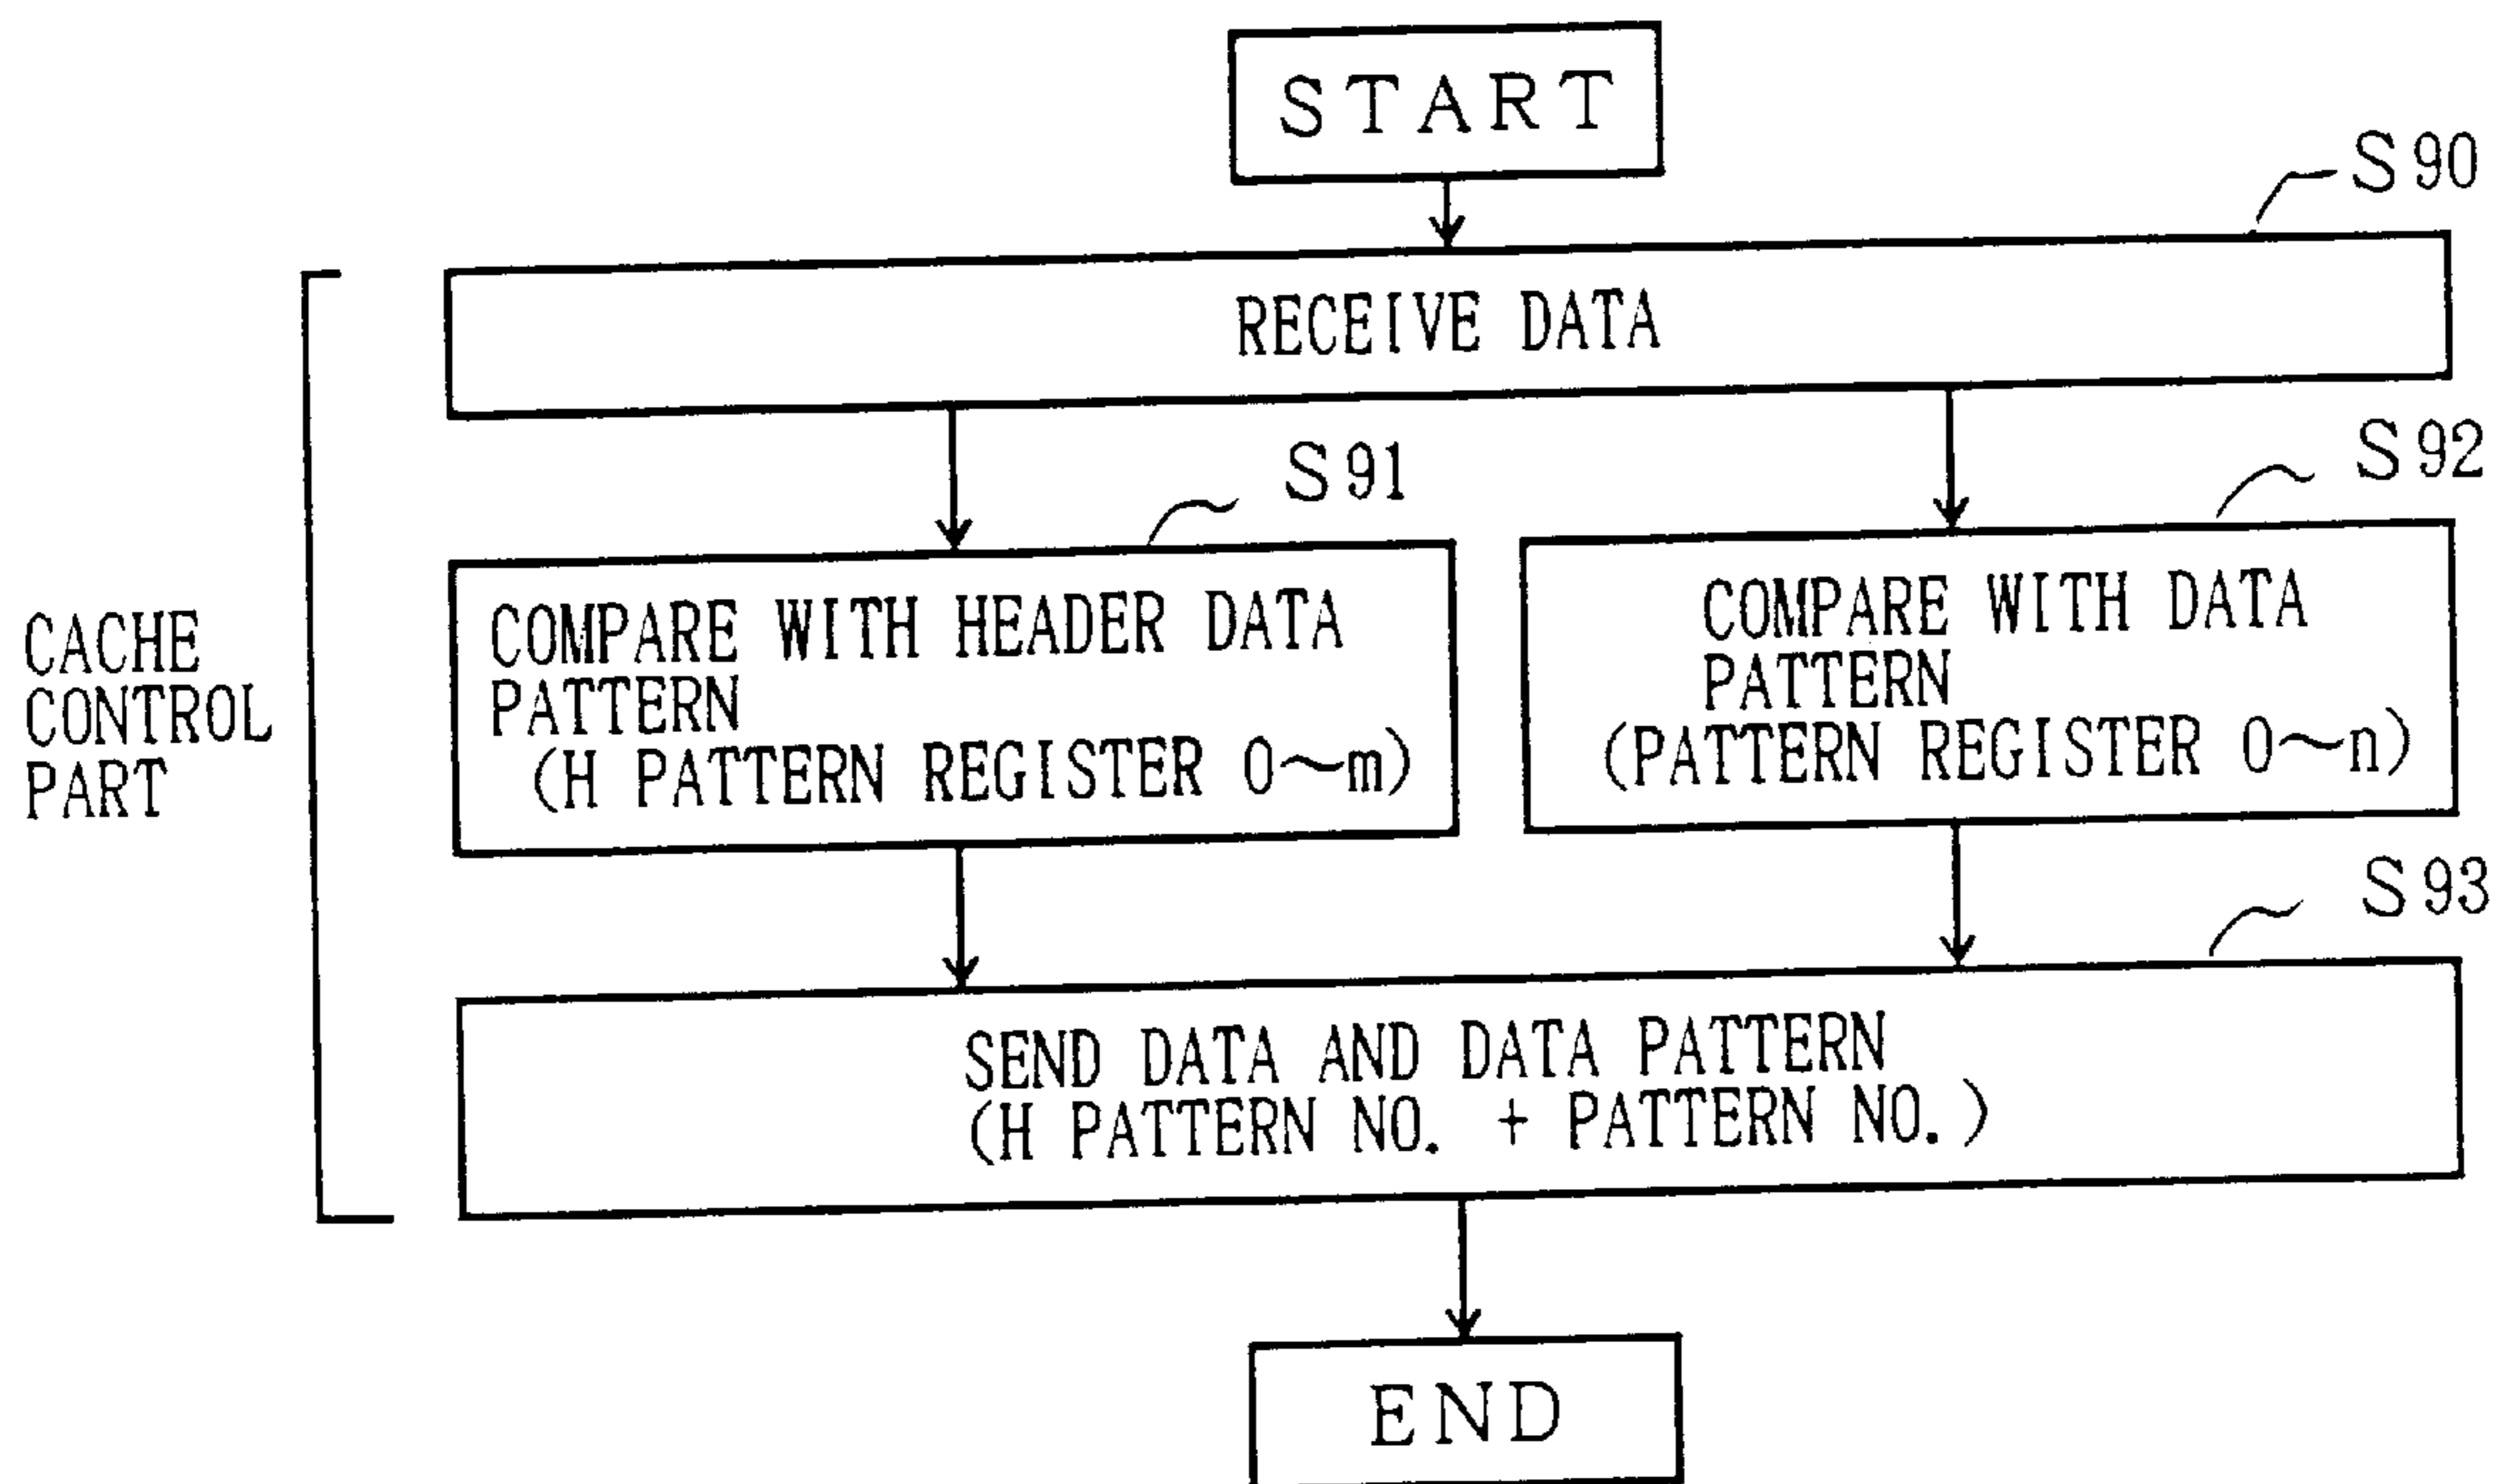 START
S90
RECEIVE DATA
S91
S92
COMPARE WITH HEADER DATA
PATTERN
(H PATTERN REGISTER 0～m)
COMPARE WITH DATA
PATTERN
(PATTERN REGISTER 0～n)
CACHE
CONTROL
PART
S93
SEND DATA AND DATA PATTERN
(H PATTERN NO. + PATTERN NO.)
END